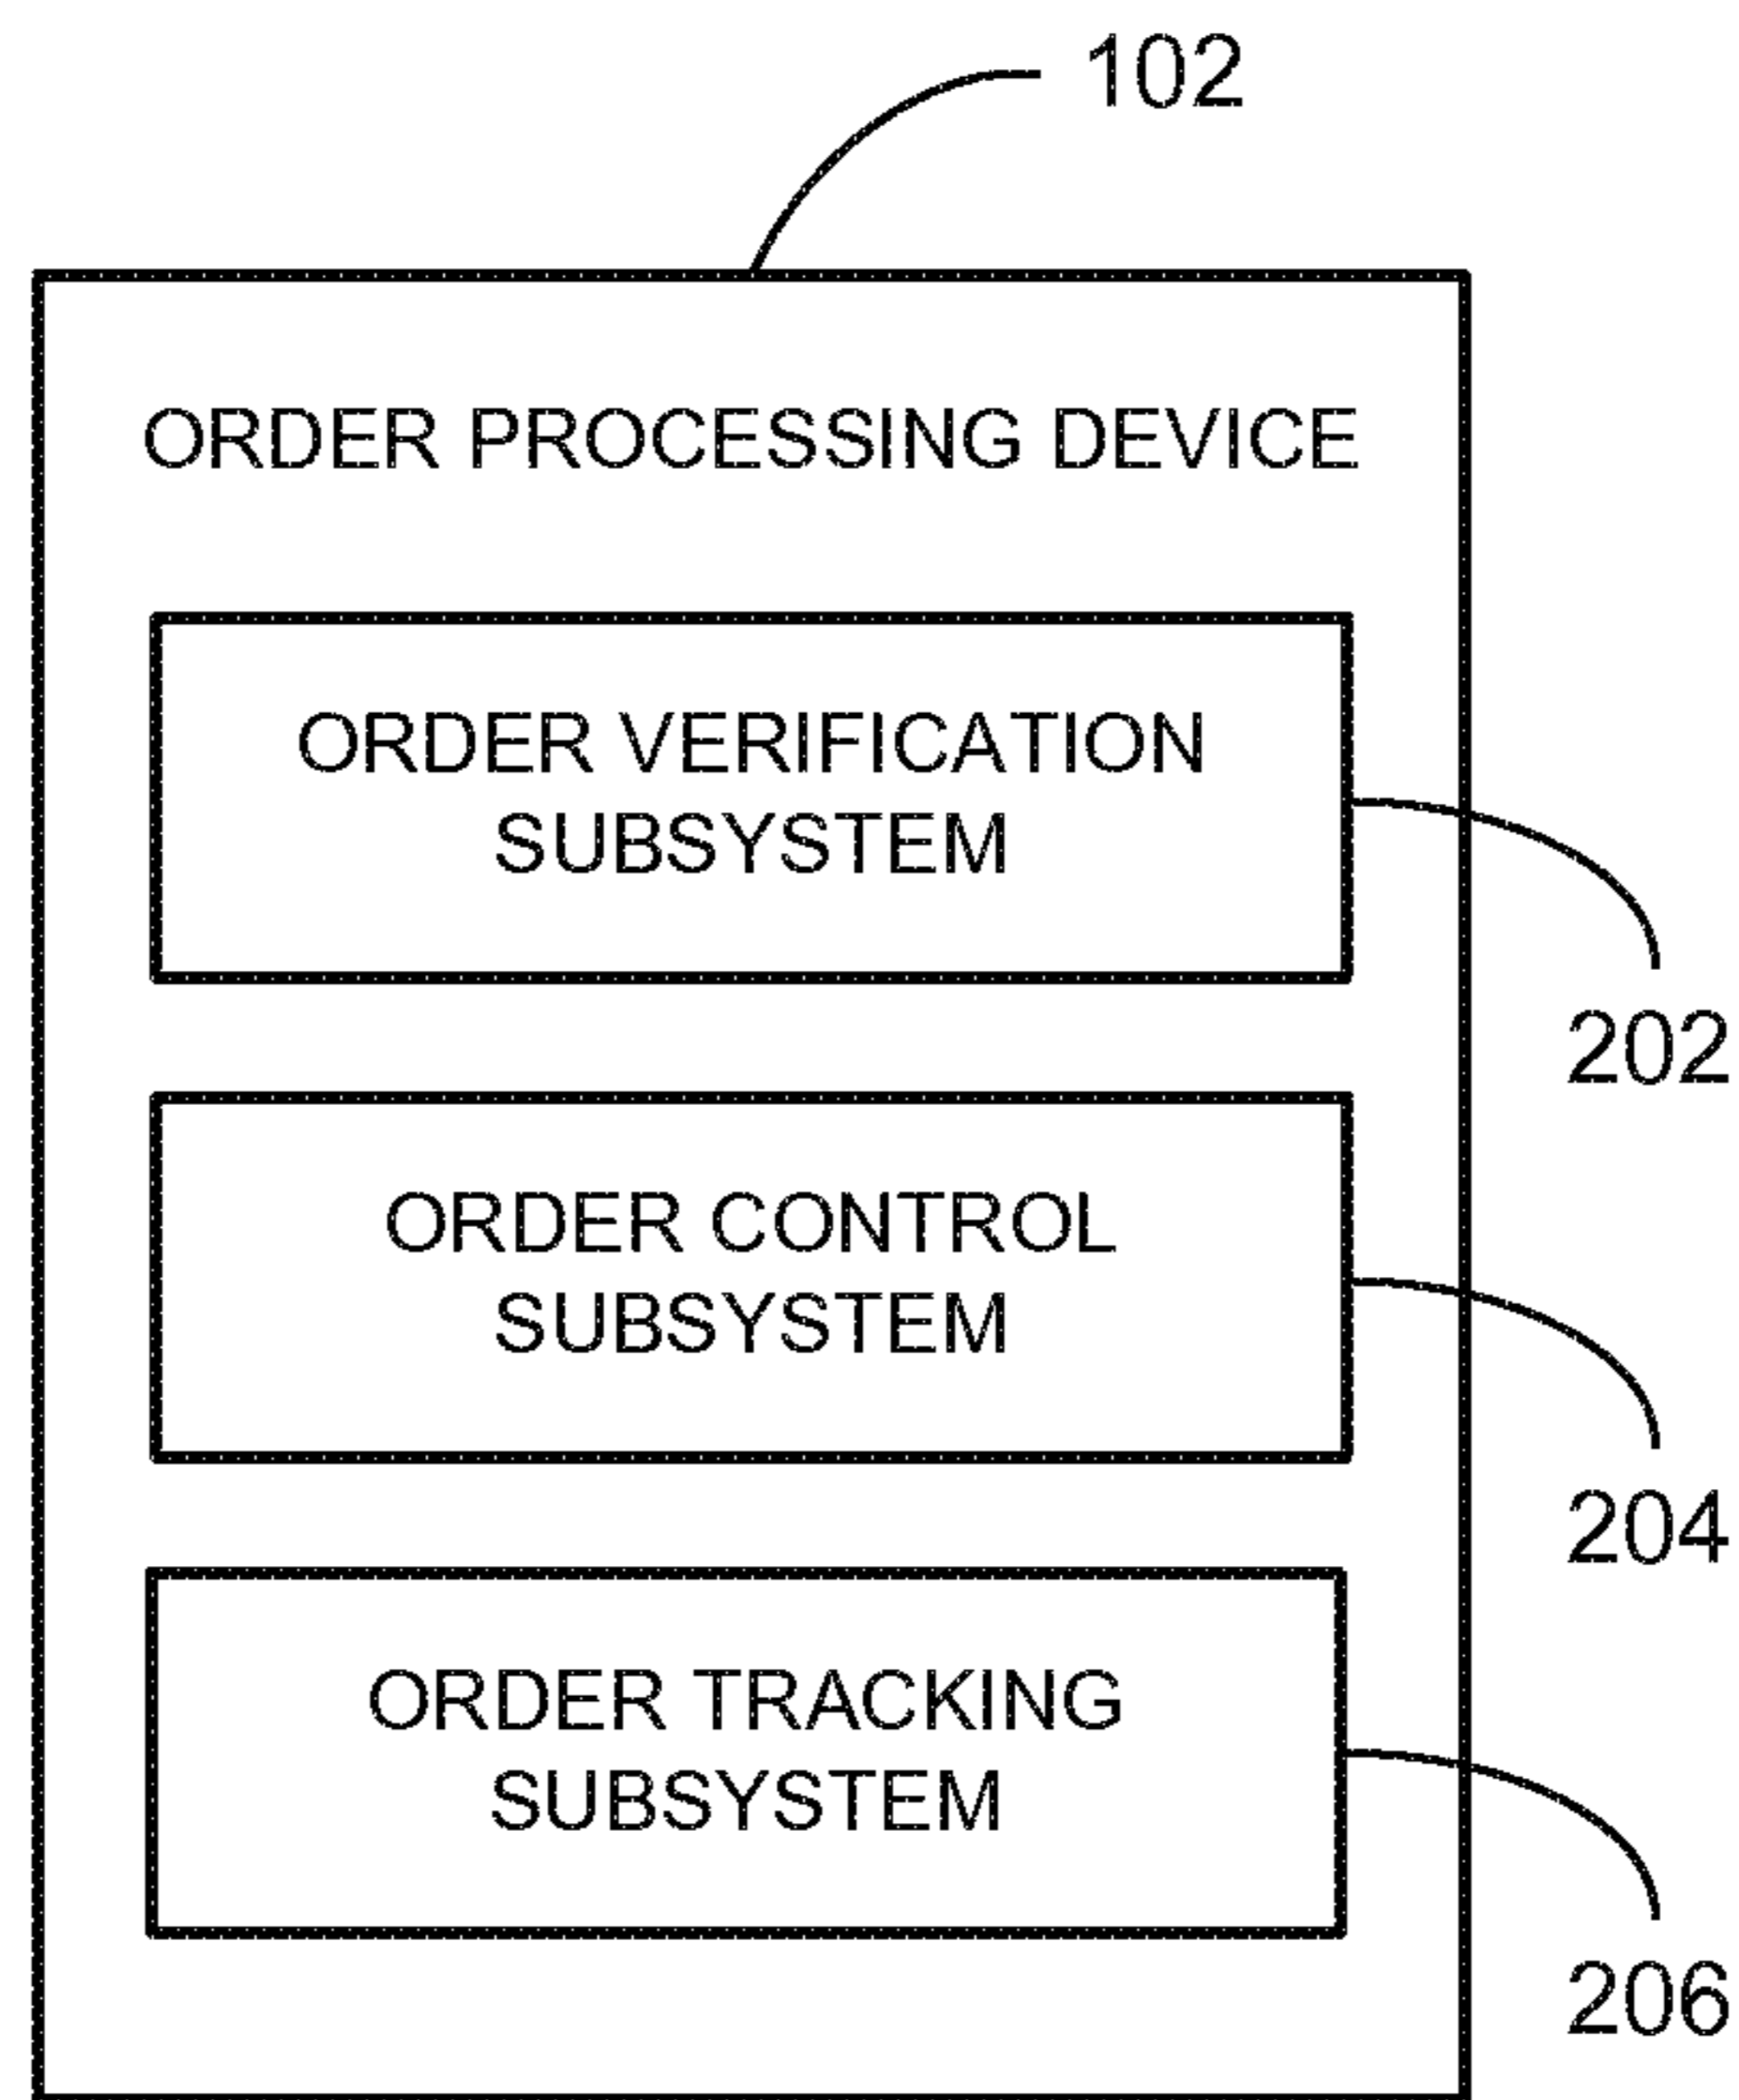 102
ORDER PROCESSING DEVICE
ORDER VERIFICATION
SUBSYSTEM
202
ORDER CONTROL
SUBSYSTEM
204
ORDER TRACKING
SUBSYSTEM
206